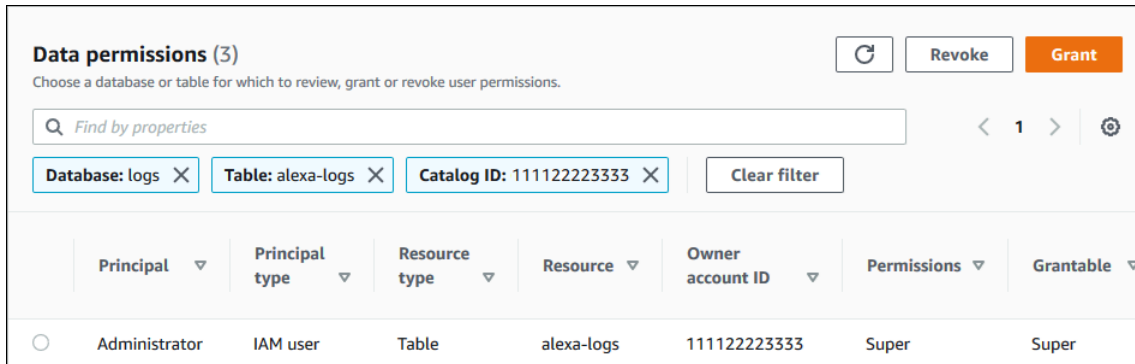 Data permissions (3)
Revoke
Grant
Choose a database or table for which to review, grant or revoke user permissions.
Find by properties
1
Database: logs
Table: alexa-logs
Catalog ID: 111122223333
Clear filter
Principal
Principal type
Resource type
Resource
Owner account ID
Permissions
Grantable
Administrator IAM user Table alexa-logs 111122223333 Super Super